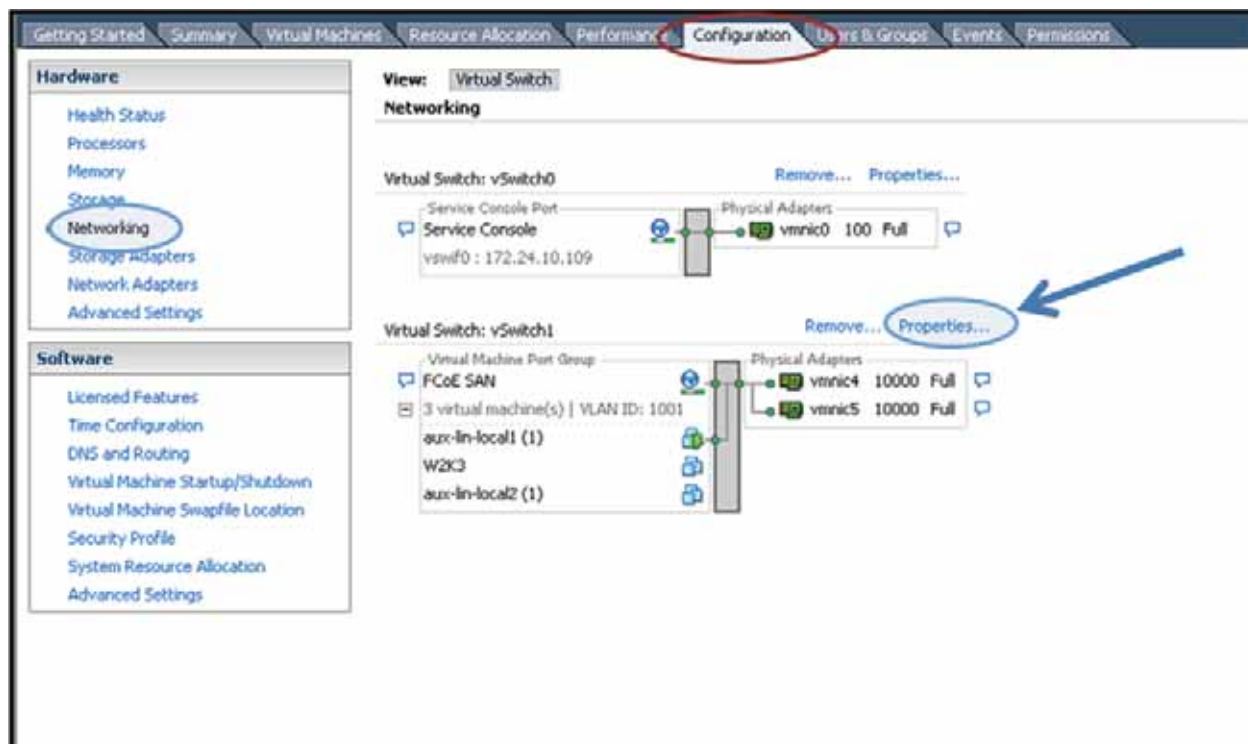 Getting Started Summary Virtual Machines Resource Allocation Performance Configuration Users & Groups Events Permissions
Hardware
Health Status
Processors
Memory
Storage
Networking
Storage Adapters
Network Adapters
Advanced Settings
Software
Licensed Features
Time Configuration
DNS and Routing
Virtual Machine Startup/Shutdown
Virtual Machine Swapfile Location
Security Profile
System Resource Allocation
Advanced Settings
View: Virtual Switch
Networking
Virtual Switch: vSwitch0 Remove... Properties...
Service Console Port Physical Adapters
Service Console vmnic0 100 Full
vswif0 : 172.24.10.109
Virtual Switch: vSwitch1 Remove... Properties...
Virtual Machine Port Group Physical Adapters
FCoE SAN vmnic4 10000 Full
3 virtual machine(s) | VLAN ID: 1001 vmnic5 10000 Full
aux-lin-local1 (1)
W2K3
aux-lin-local2 (1)